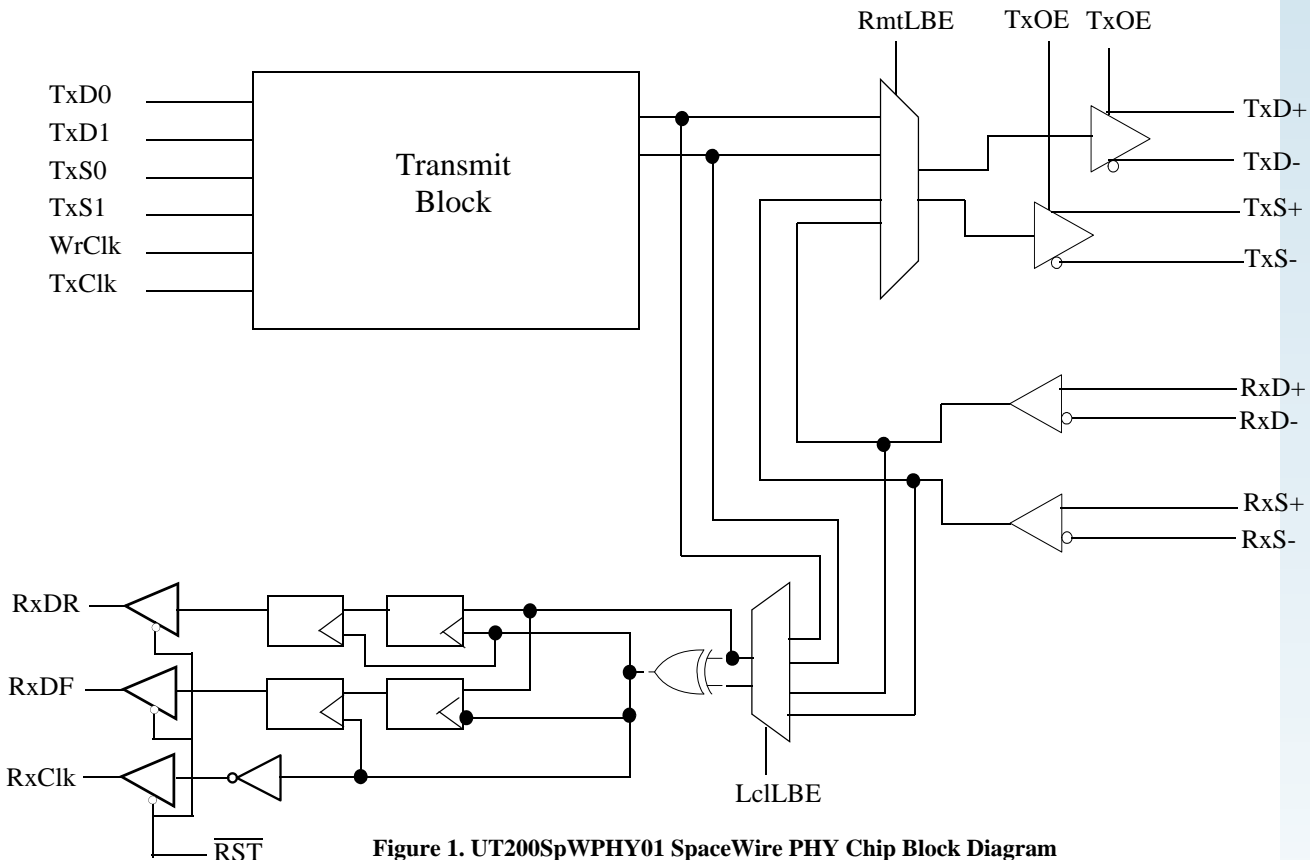 RmtLBE
TxOE
TxOE
TxD0
TxD1
TxS0
TxS1
WrClk
TxClk
Transmit
Block
TxD+
TxD-
TxS+
TxS-
RxD+
RxD-
RxS+
RxS-
RxDR
RxDF
RxClk
LclLBE
RST
Figure 1. UT200SpWPHY01 SpaceWire PHY Chip Block Diagram